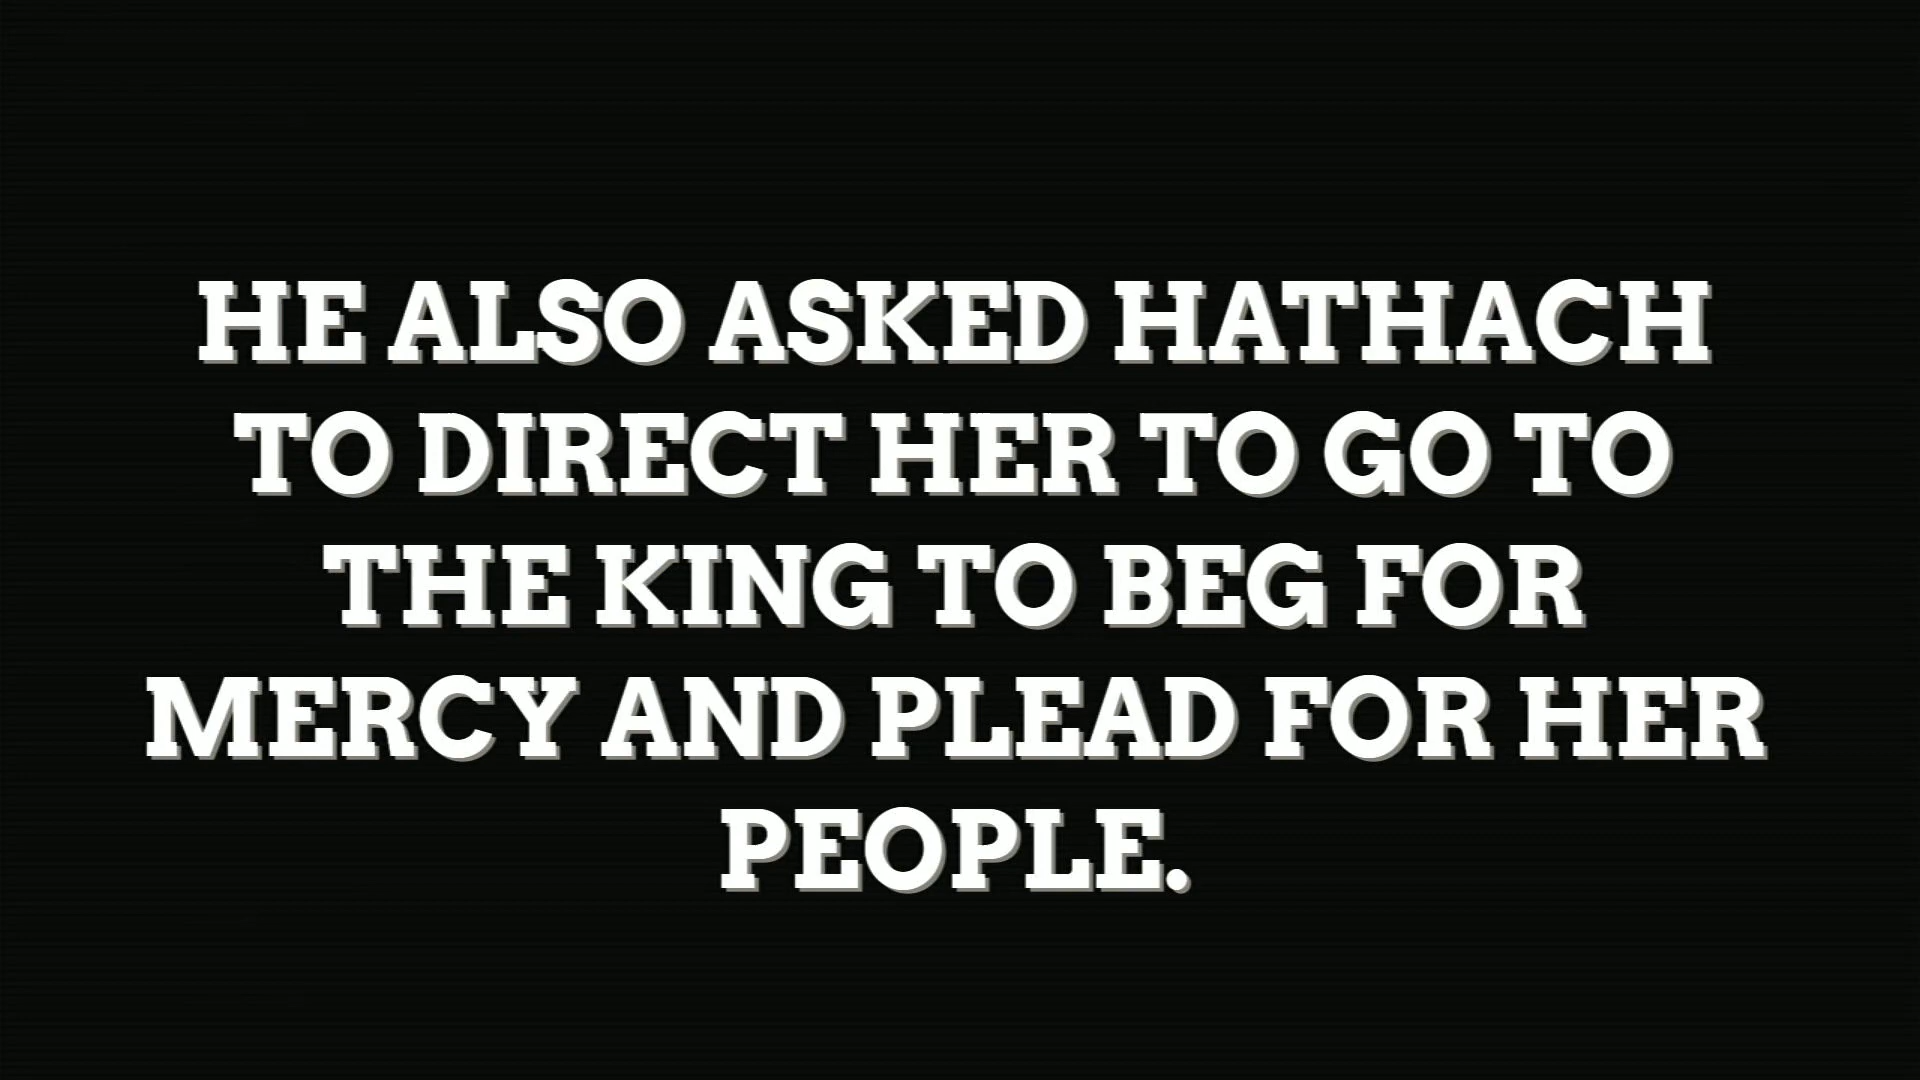 HE ALSO ASKED HATHACH
TO DIRECT HER TO GO TO
THE KING TO BEG FOR
MERCY AND PLEAD FOR HER
PEOPLE.